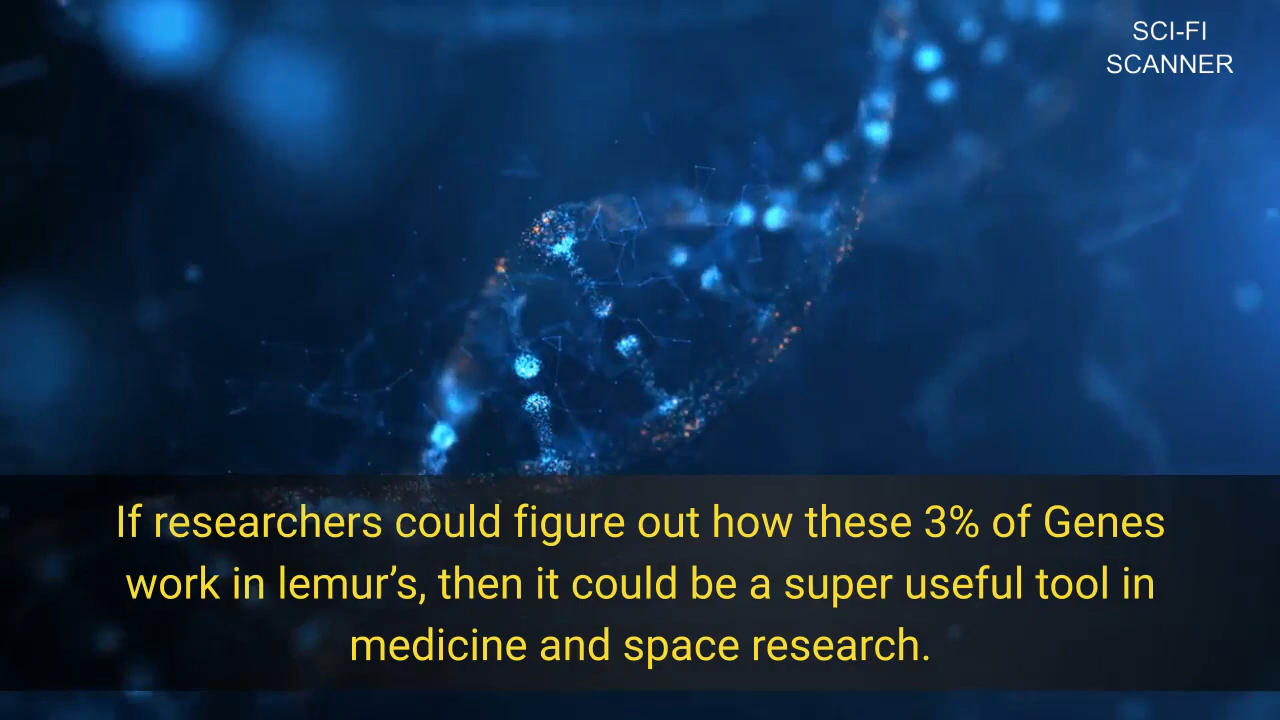 SCI-FI
SCANNER
If researchers could figure out how these 3% of Genes
work in lemur’s, then it could be a super useful tool in
medicine and space research.